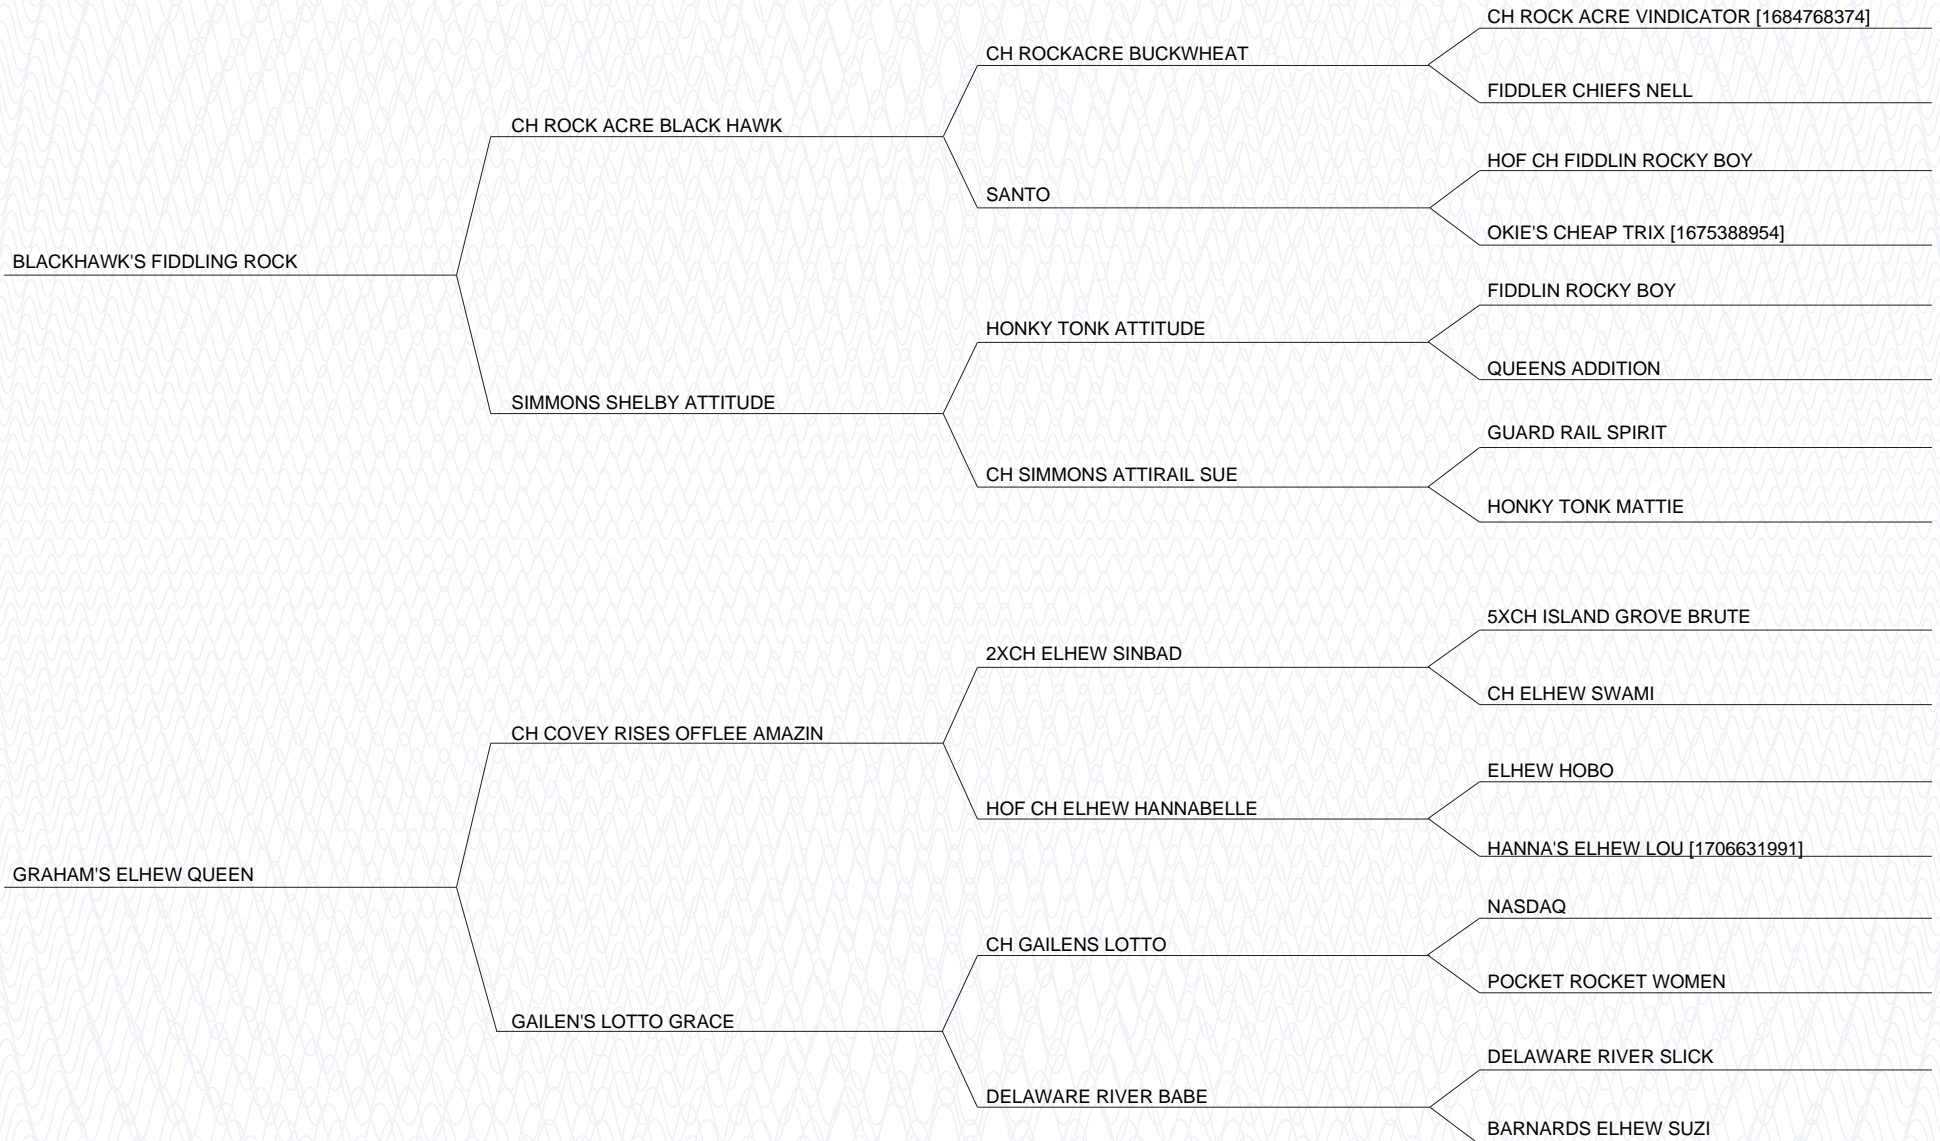 CH ROCK ACRE VINDICATOR [1684768374]
CH ROCKACRE BUCKWHEAT
FIDDLER CHIEFS NELL
CH ROCK ACRE BLACK HAWK
HOF CH FIDDLIN ROCKY BOY
SANTO
OKIE'S CHEAP TRIX [1675388954]
BLACKHAWK'S FIDDLING ROCK
FIDDLIN ROCKY BOY
HONKY TONK ATTITUDE
QUEENS ADDITION
SIMMONS SHELBY ATTITUDE
GUARD RAIL SPIRIT
CH SIMMONS ATTIRAIL SUE
HONKY TONK MATTIE
5XCH ISLAND GROVE BRUTE
2XCH ELHEW SINBAD
CH ELHEW SWAMI
CH COVEY RISES OFFLEE AMAZIN
ELHEW HOBO
HOF CH ELHEW HANNABELLE
HANNA'S ELHEW LOU [1706631991]
GRAHAM'S ELHEW QUEEN
NASDAQ
CH GAILENS LOTTO
POCKET ROCKET WOMEN
GAILEN'S LOTTO GRACE
DELAWARE RIVER SLICK
DELAWARE RIVER BABE
BARNARDS ELHEW SUZI